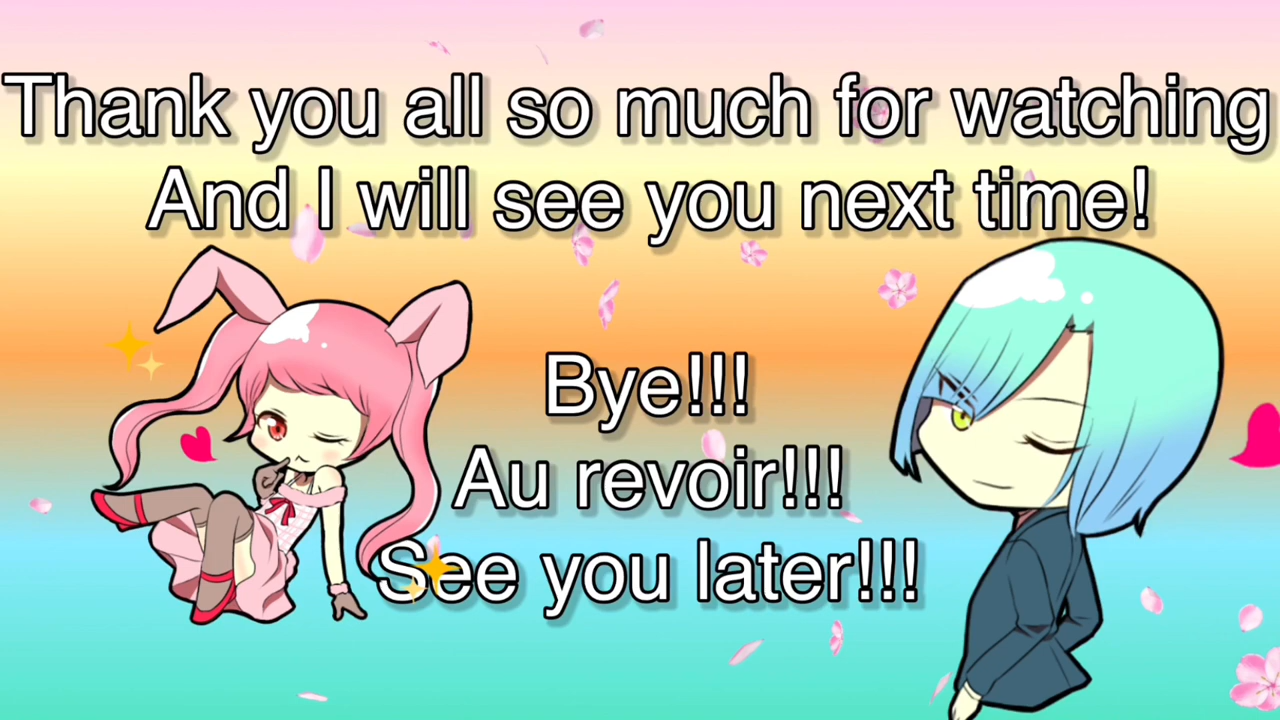 Thank you all so much for watching
And I will see you next time!
Bye!!!
Au revoir!!!
See you later!!!